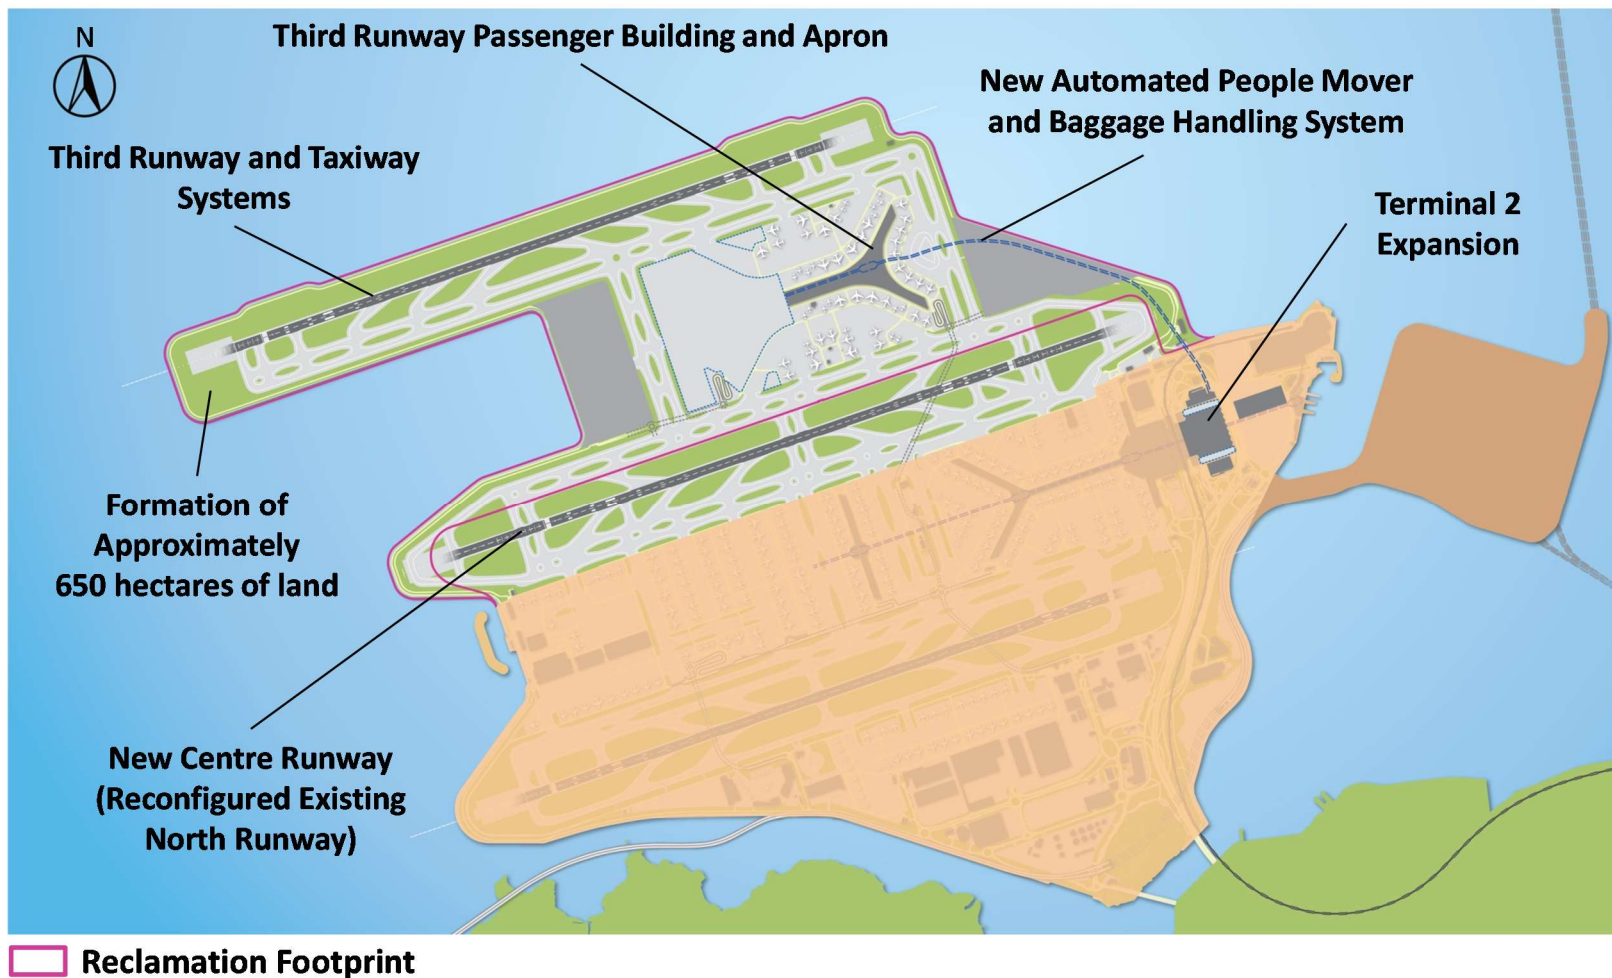 N
Third Runway Passenger Building and Apron
New Automated People Mover
and Baggage Handling System
Third Runway and Taxiway
Systems
Terminal 2
Expansion
Formation of
Approximately
650 hectares of land
New Centre Runway
(Reconfigured Existing
North Runway)
Reclamation Footprint